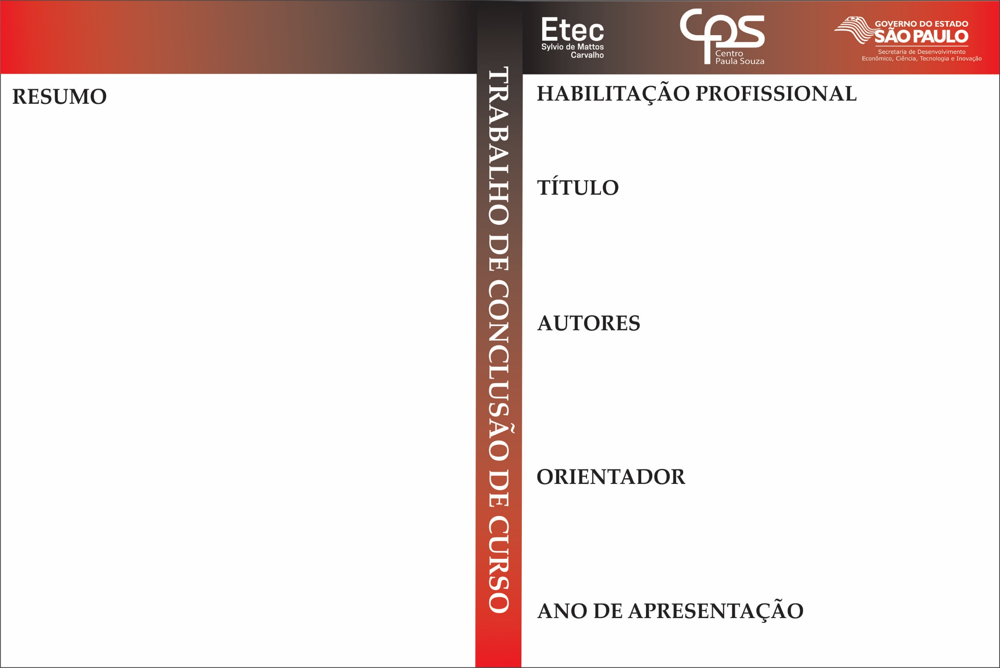 RESUMO
TRABALHO DE CONCLUSÃO DE CURSO
Etec
Sylvio de Mattos
Carvalho
cps
Centro
Paula Souza
GOVERNO DO ESTADO
SÃO PAULO
Secretaria de Desenvolvimento
Econômico, Ciência, Tecnologia e Inovação
HABILITAÇÃO PROFISSIONAL
TÍTULO
AUTORES
ORIENTADOR
ANO DE APRESENTAÇÃO